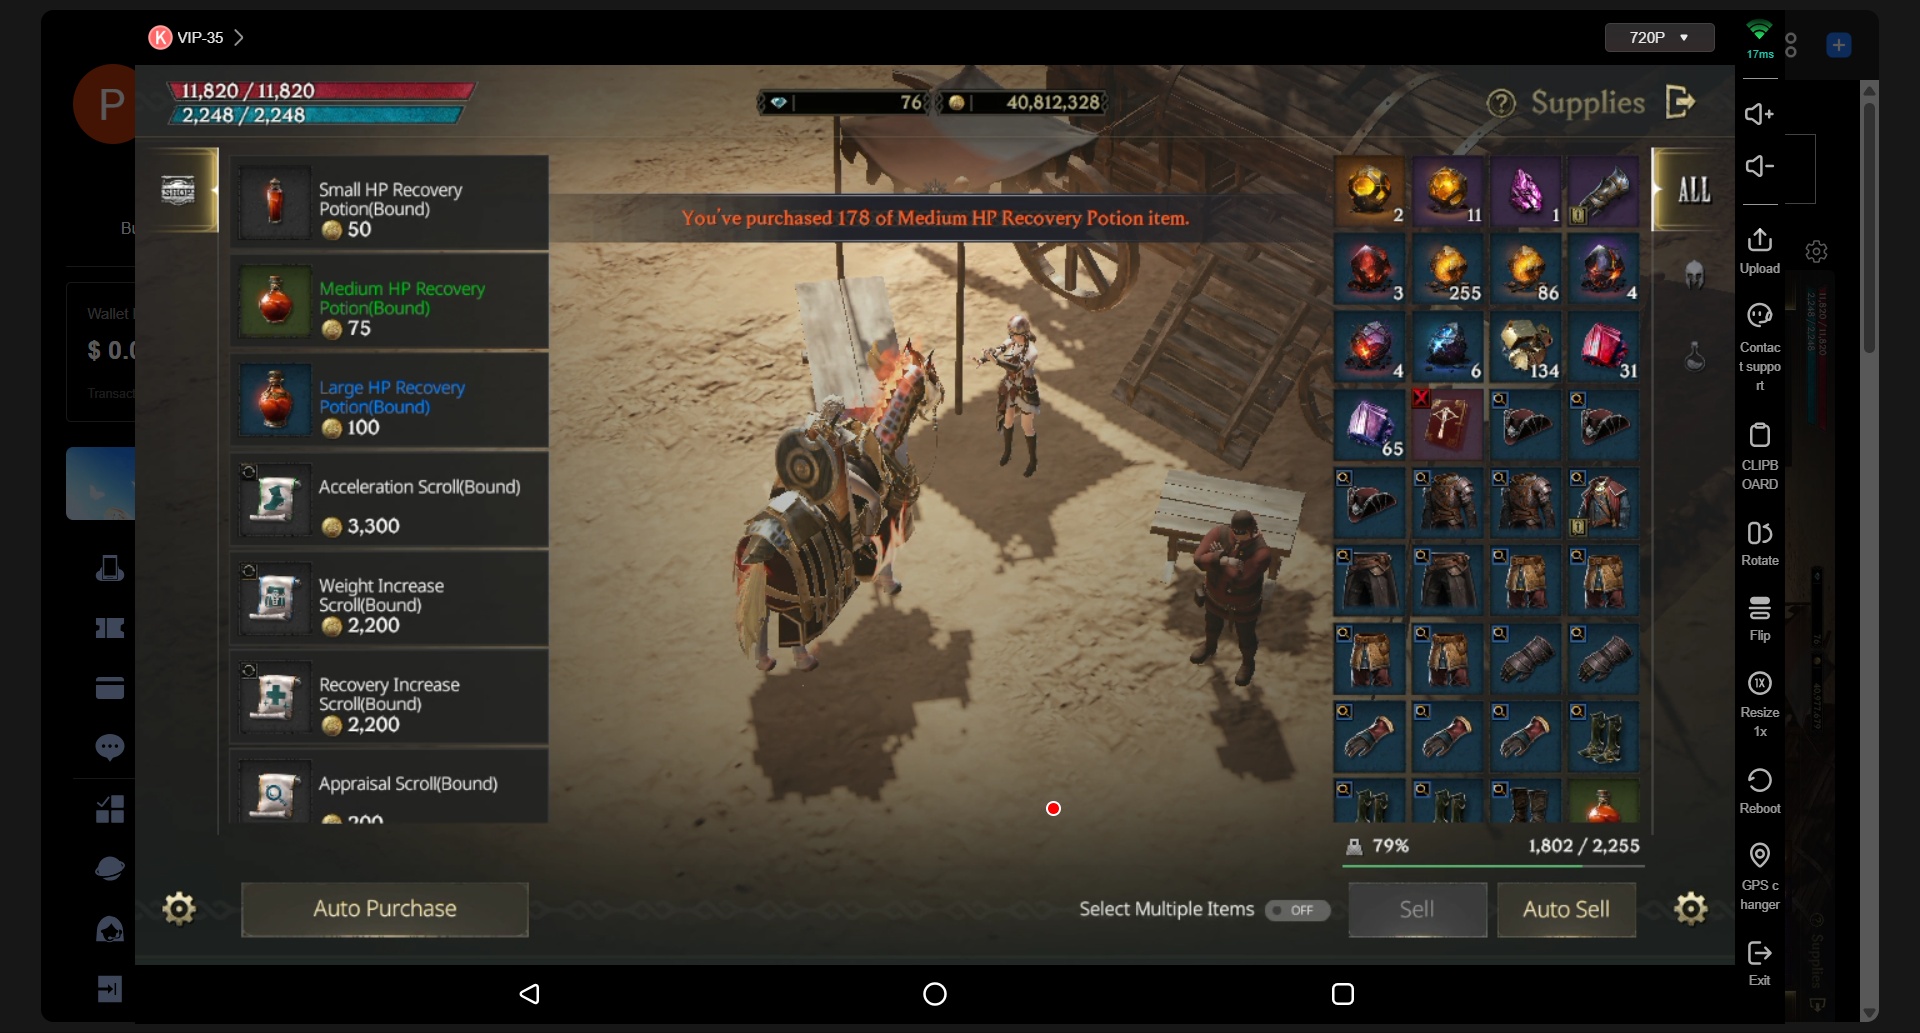 K VIP-35
720P
17ms
P
11,820 / 11,820
2,248 / 2,248
76
40,812,328
Supplies
SHOP
Small HP Recovery
Potion(Bound)
50
Medium HP Recovery
Potion(Bound)
75
Large HP Recovery
Potion(Bound)
100
Acceleration Scroll(Bound)
3,300
Weight Increase
Scroll(Bound)
2,200
Recovery Increase
Scroll(Bound)
2,200
Appraisal Scroll(Bound)
200
Auto Purchase
You've purchased 178 of Medium HP Recovery Potion item.
2
11
1
3
255
86
4
4
6
134
31
65
ALL
79%
1,802 / 2,255
Select Multiple Items
OFF
Sell
Auto Sell
Upload
Contac
t suppo
rt
CLIPB
OARD
Rotate
Flip
1X
Resize
1x
Reboot
GPS c
hanger
Exit
Wallet
$ 0.0
Transac